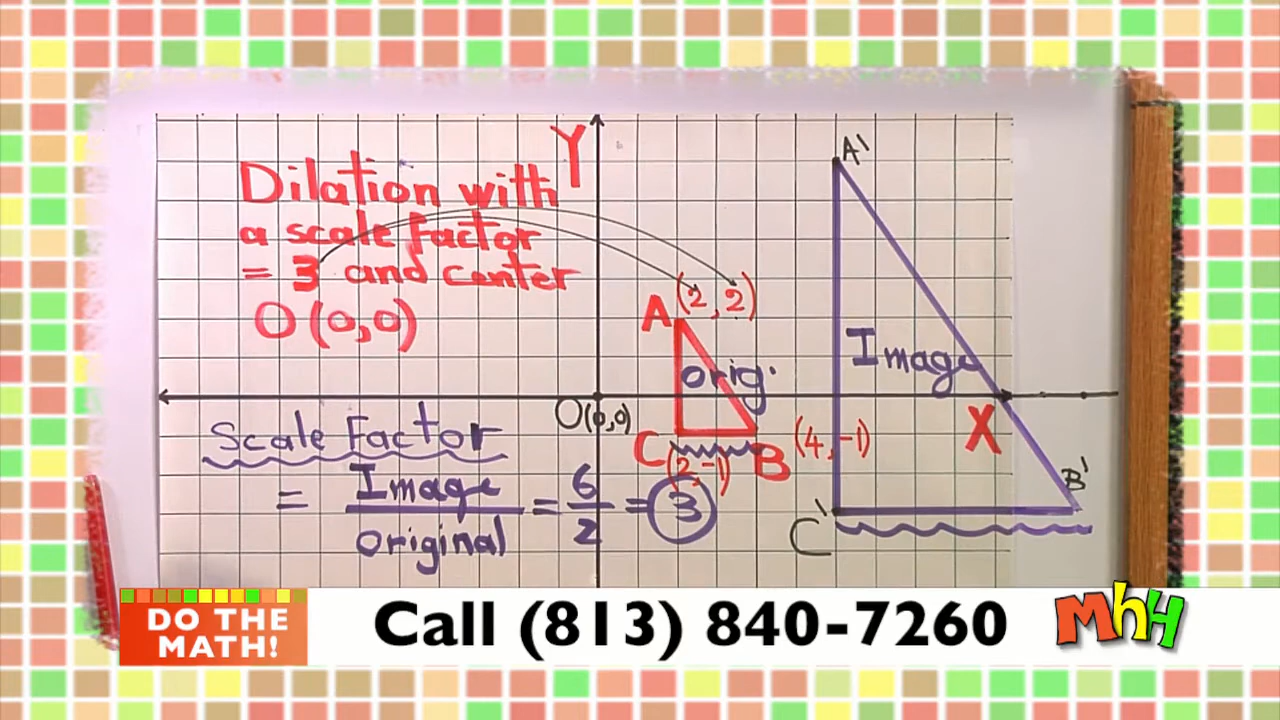 Y
Dilation with
a scale factor
= 3 and center
O (0,0)
A'
A (2, 2)
orig.
Image
O(0,0)
X
C (2,-1) B (4,-1)
Scale Factor
= Image / original = 6/2 = 3
C'
B'
DO THE
MATH!
Call (813) 840-7260
Mh4